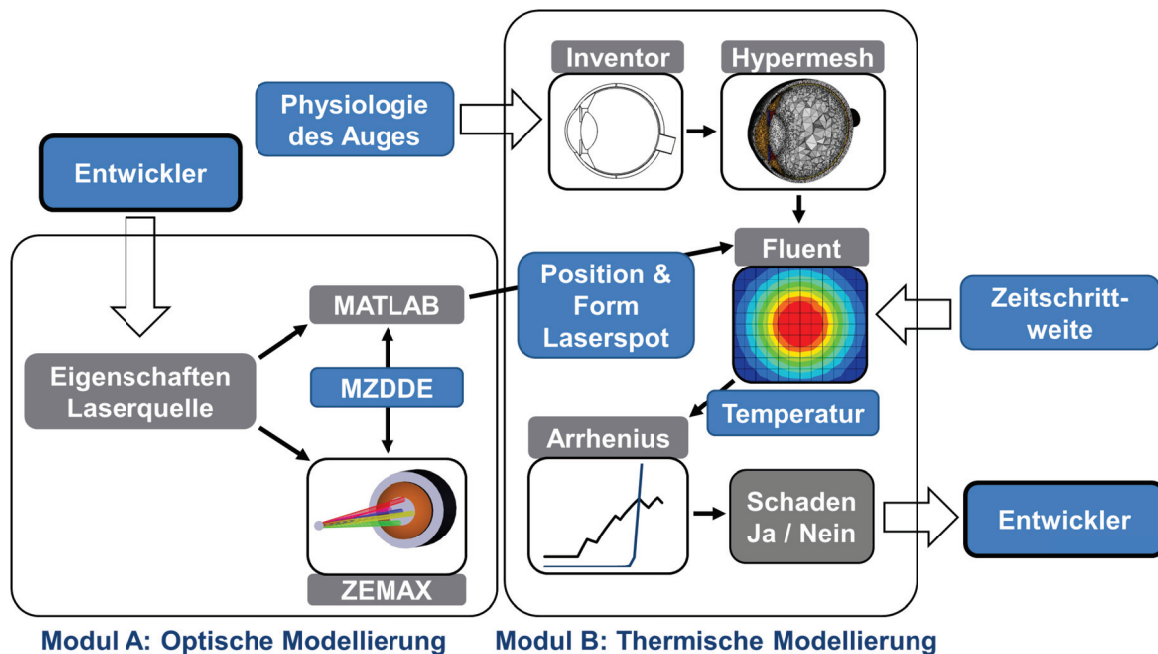 Entwickler
Eigenschaften
Laserquelle
MATLAB
MZDDE
ZEMAX
Modul A: Optische Modellierung
Physiologie
des Auges
Inventor
Hypermesh
Position &
Form
Laserspot
Fluent
Zeitschritt-
weite
Temperatur
Arrhenius
Schaden
Ja / Nein
Entwickler
Modul B: Thermische Modellierung